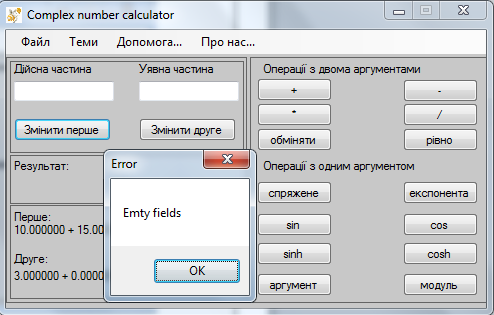 Complex number calculator
Файл Теми Допомога... Про нас...
Дійсна частина Уявна частина
Змінити перше Змінити друге
Результат:
Перше:
10.000000 + 15.00
Друге:
3.000000 + 0.0000
Операції з двома аргументами
+ -
* /
обміняти рівно
Операції з одним аргументом
спряжене експонента
sin cos
sinh cosh
аргумент модуль
Error
Emty fields
OK